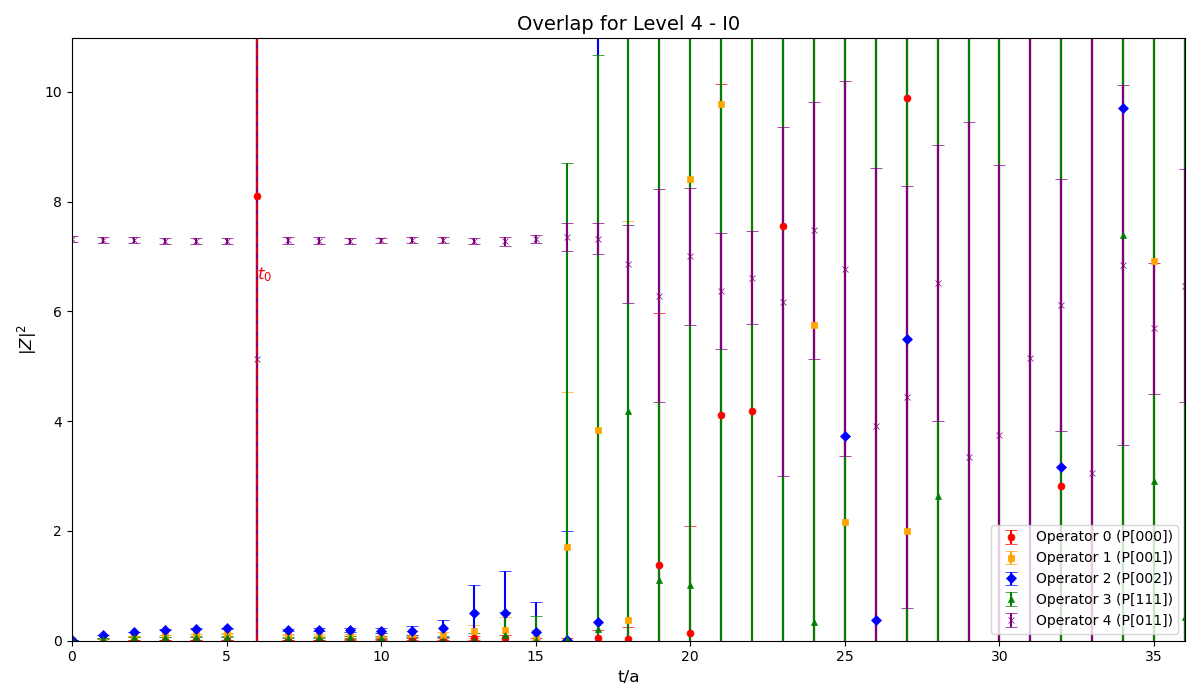 Overlap for Level 4 - I0
|Z|²
10
8
6
4
2
0
t₀
Operator 0 (P[000])
Operator 1 (P[001])
Operator 2 (P[002])
Operator 3 (P[111])
Operator 4 (P[011])
0 5 10 15 20 25 30 35
t/a